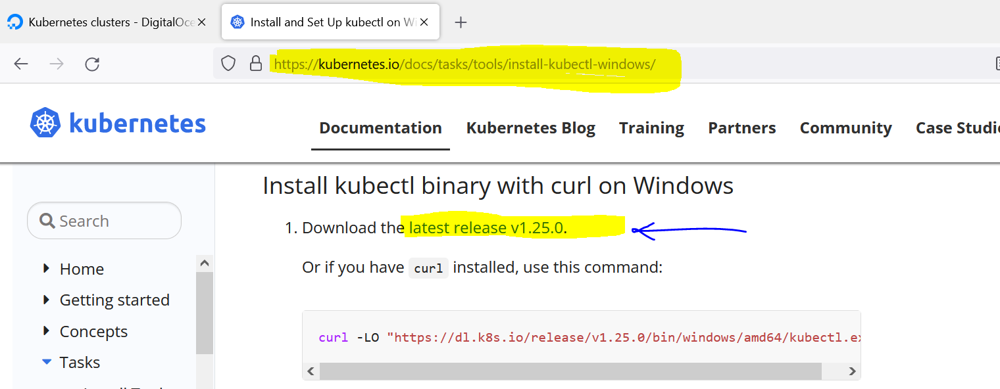 Kubernetes clusters - DigitalOce
Install and Set Up kubectl on Wi
https://kubernetes.io/docs/tasks/tools/install-kubectl-windows/
kubernetes
Documentation Kubernetes Blog Training Partners Community Case Studi
Search
Home
Getting started
Concepts
Tasks
Install kubectl binary with curl on Windows
1. Download the latest release v1.25.0.
Or if you have curl installed, use this command:
curl -LO "https://dl.k8s.io/release/v1.25.0/bin/windows/amd64/kubectl.ex